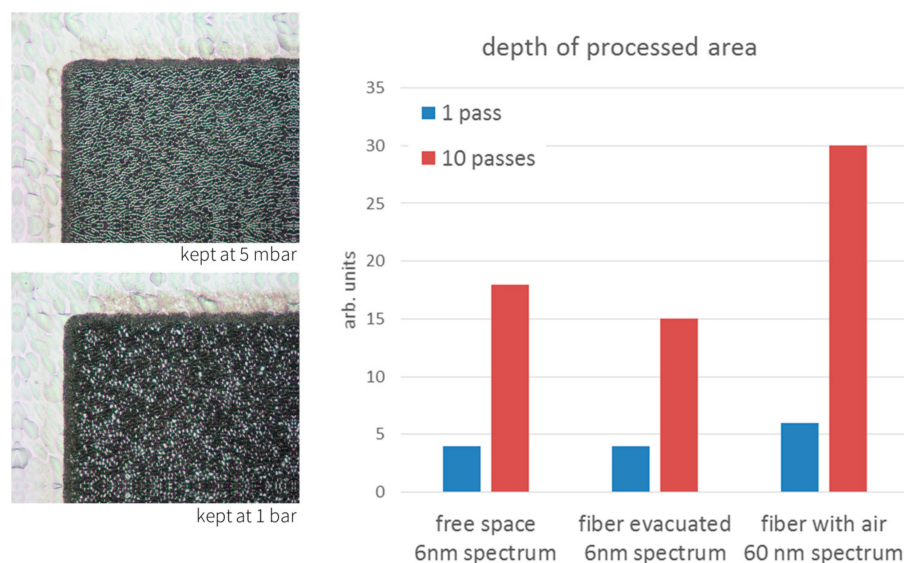 kept at 5 mbar
kept at 1 bar
depth of processed area
35
30
25
20
15
10
5
0
arb. units
1 pass
10 passes
free space
6nm spectrum
fiber evacuated
6nm spectrum
fiber with air
60 nm spectrum